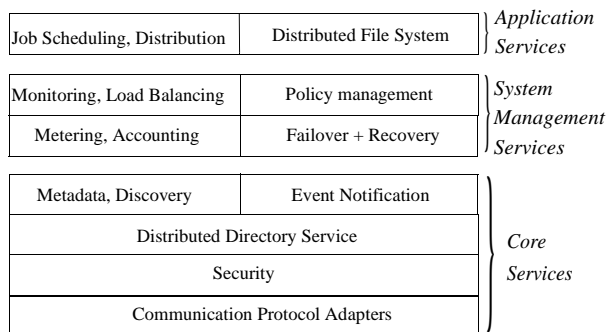 Job Scheduling, Distribution
Distributed File System
Application
Services
Monitoring, Load Balancing
Policy management
Metering, Accounting
Failover + Recovery
System
Management
Services
Metadata, Discovery
Event Notification
Distributed Directory Service
Security
Communication Protocol Adapters
Core
Services